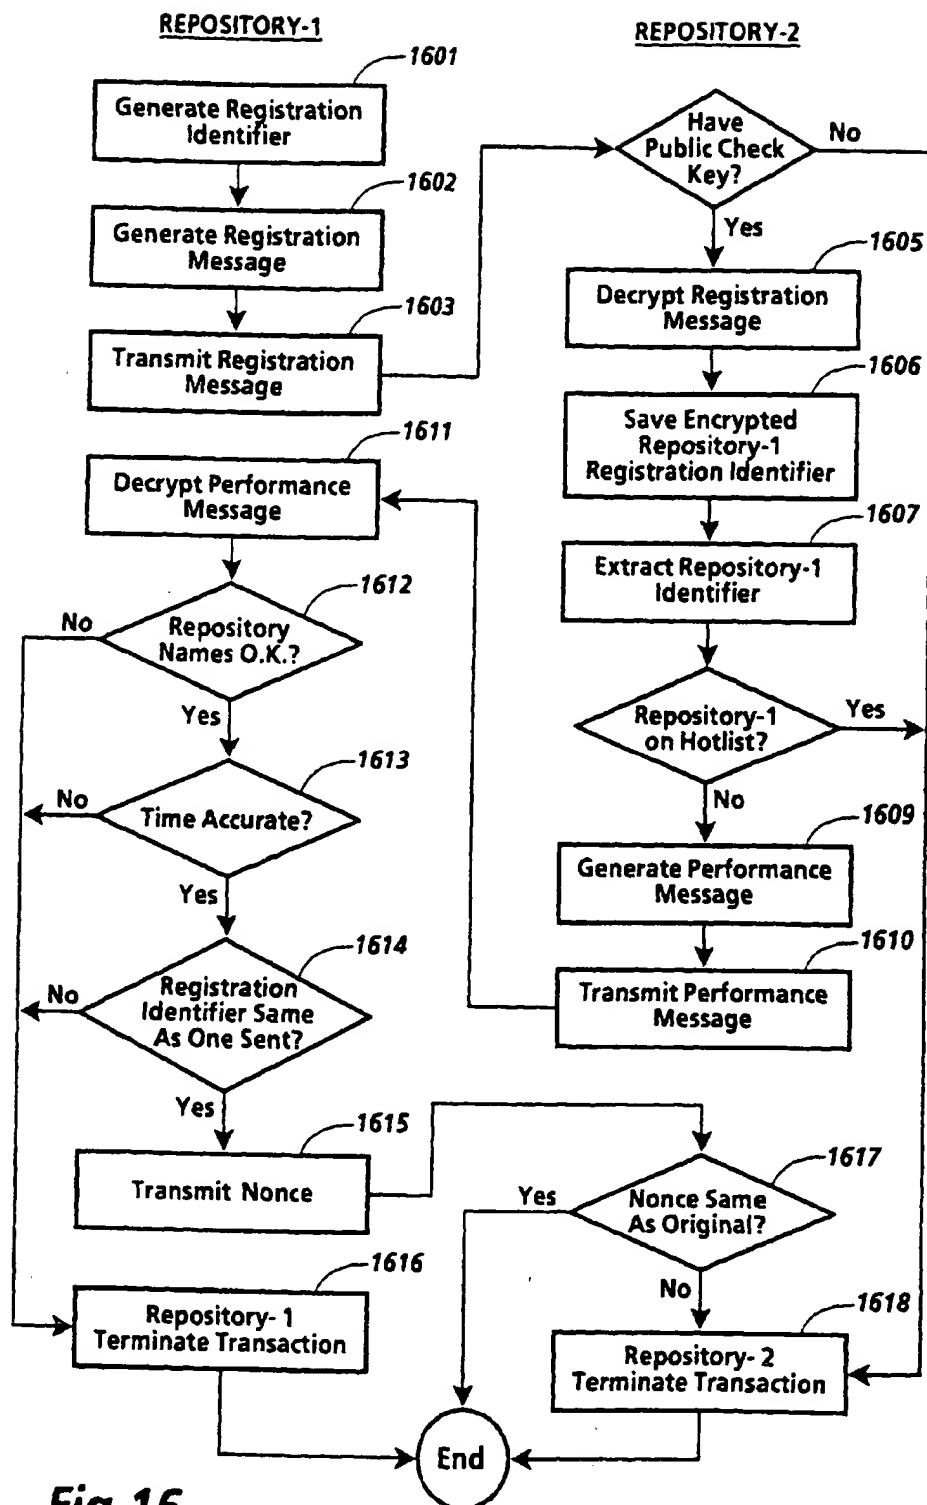 REPOSITORY-1
1601
Generate Registration
Identifier
1602
Generate Registration
Message
1603
Transmit Registration
Message
1611
Decrypt Performance
Message
1612
No
Repository
Names O.K.?
Yes
1613
No
Time Accurate?
Yes
1614
No
Registration
Identifier Same
As One Sent?
Yes
1615
Transmit Nonce
1616
Repository- 1
Terminate Transaction
REPOSITORY-2
Have
Public Check
Key?
No
Yes
1605
Decrypt Registration
Message
1606
Save Encrypted
Repository-1
Registration Identifier
1607
Extract Repository-1
Identifier
Repository-1
on Hotlist?
Yes
No
1609
Generate Performance
Message
1610
Transmit Performance
Message
1617
Yes
Nonce Same
As Original?
No
1618
Repository- 2
Terminate Transaction
End
Fig. 16